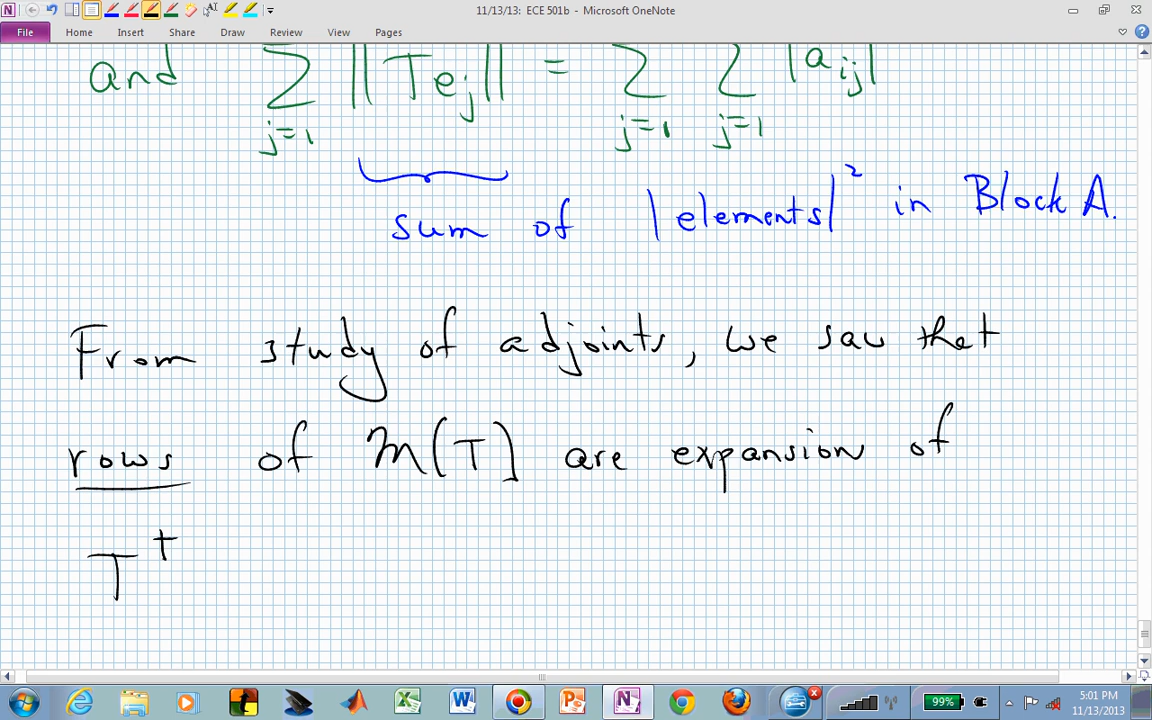 11/13/13: ECE 501b - Microsoft OneNote
File Home Insert Share Draw Review View Pages
and ∑ ||Tej|| = ∑ ∑ |aij|
j=1 j=1 j=1
sum of |elements|² in Block A.
From study of adjoints, we saw that
rows of M(T) are expansion of
T†
99%
5:01 PM
11/13/2013